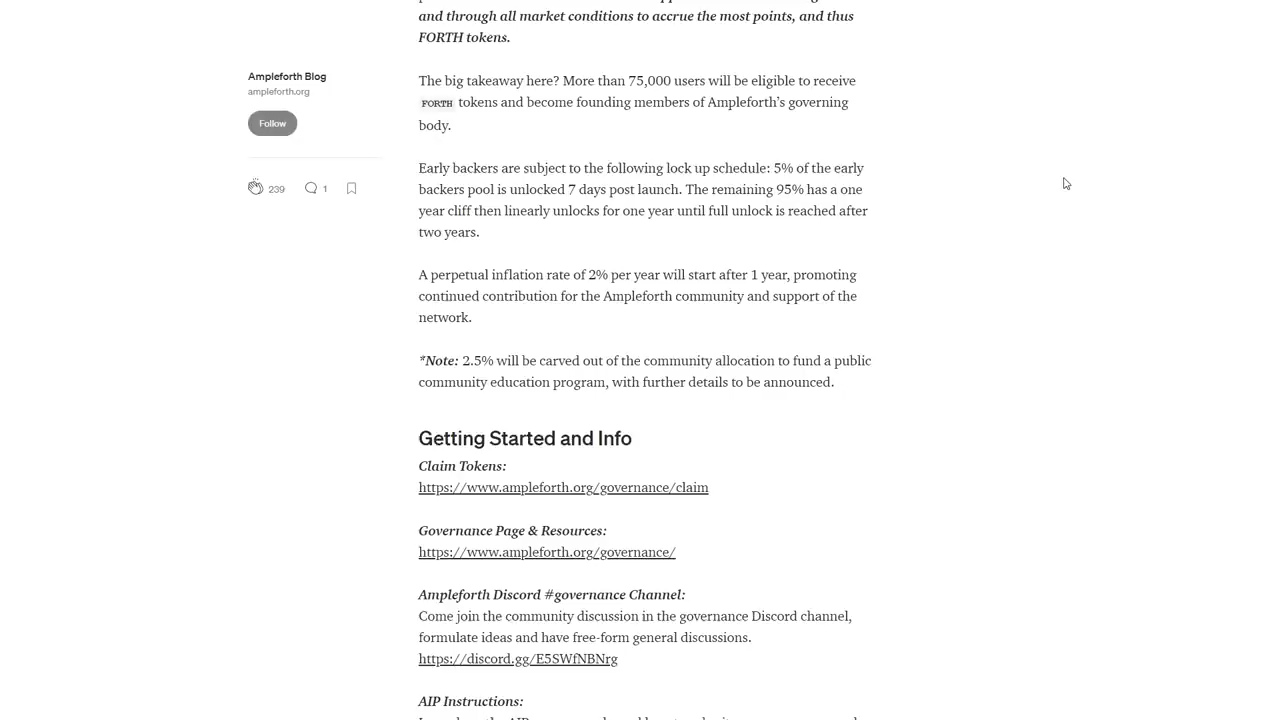 and through all market conditions to accrue the most points, and thus
FORTH tokens.
Ampleforth Blog
ampleforth.org
Follow
239
1
The big takeaway here? More than 75,000 users will be eligible to receive
FORTH tokens and become founding members of Ampleforth’s governing
body.
Early backers are subject to the following lock up schedule: 5% of the early
backers pool is unlocked 7 days post launch. The remaining 95% has a one
year cliff then linearly unlocks for one year until full unlock is reached after
two years.
A perpetual inflation rate of 2% per year will start after 1 year, promoting
continued contribution for the Ampleforth community and support of the
network.
*Note: 2.5% will be carved out of the community allocation to fund a public
community education program, with further details to be announced.
Getting Started and Info
Claim Tokens:
https://www.ampleforth.org/governance/claim
Governance Page & Resources:
https://www.ampleforth.org/governance/
Ampleforth Discord #governance Channel:
Come join the community discussion in the governance Discord channel,
formulate ideas and have free-form general discussions.
https://discord.gg/E5SWfNBNrg
AIP Instructions: